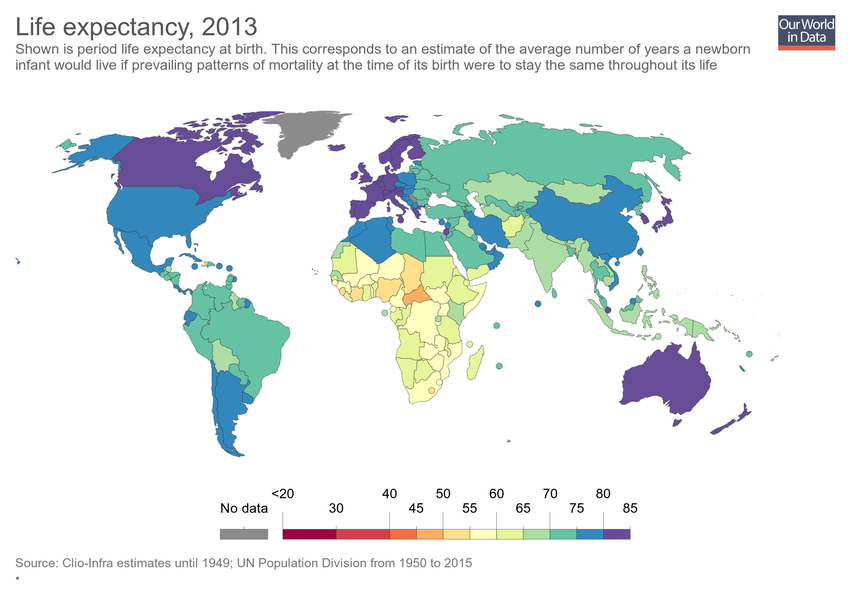 Life expectancy, 2013
Our World
in Data
Shown is period life expectancy at birth. This corresponds to an estimate of the average number of years a newborn
infant would live if prevailing patterns of mortality at the time of its birth were to stay the same throughout its life
<20 40 50 60 70 80
No data 30 45 55 65 75 85
Source: Clio-Infra estimates until 1949; UN Population Division from 1950 to 2015
•